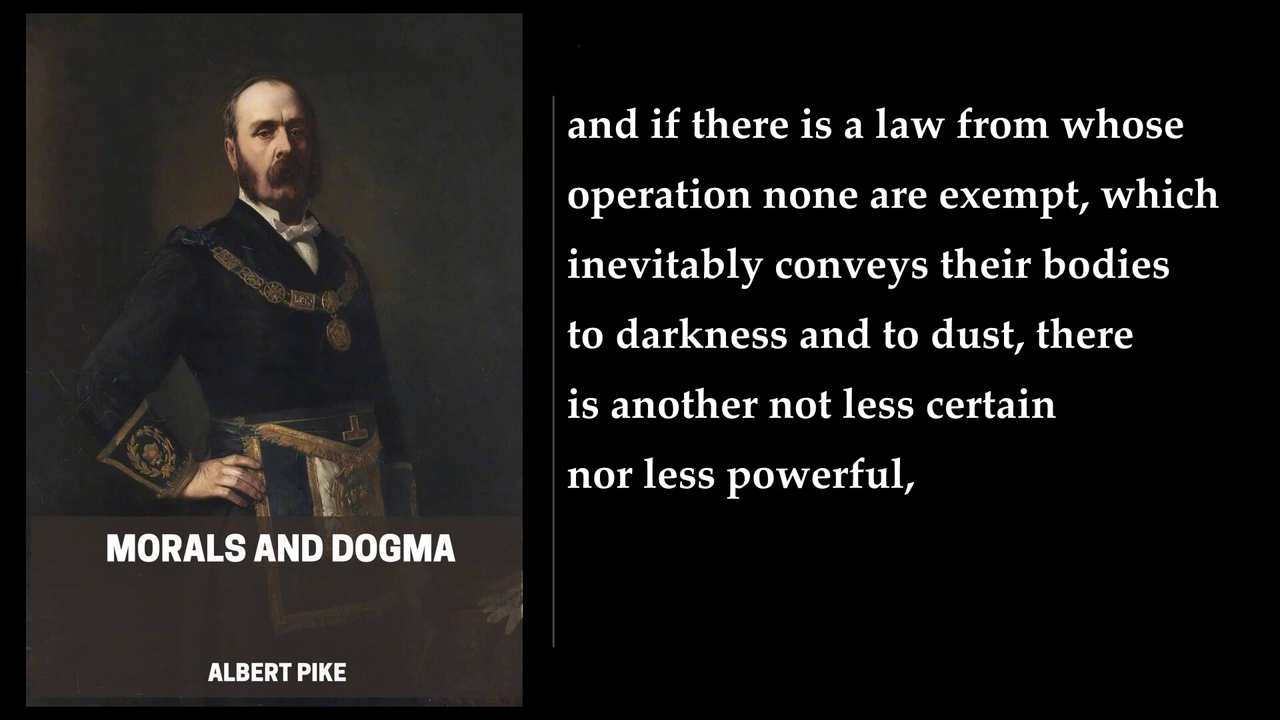 MORALS AND DOGMA
ALBERT PIKE
and if there is a law from whose
operation none are exempt, which
inevitably conveys their bodies
to darkness and to dust, there
is another not less certain
nor less powerful,